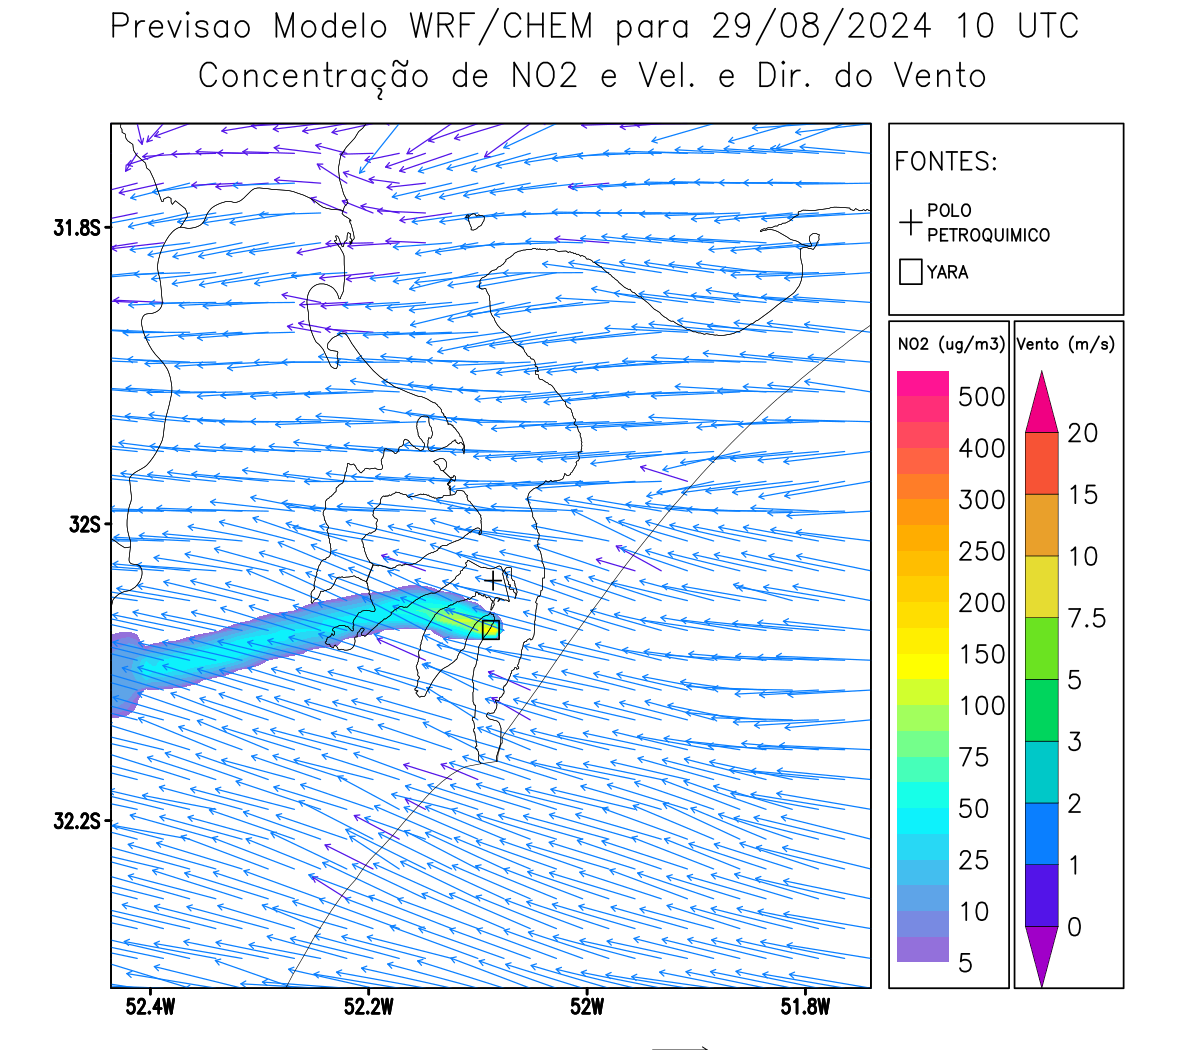 Previsao Modelo WRF/CHEM para 29/08/2024 10 UTC
Concentração de NO2 e Vel. e Dir. do Vento
FONTES:
POLO
PETROQUIMICO
YARA
NO2 (ug/m3)
500
400
300
250
200
150
100
75
50
25
10
5
Vento (m/s)
20
15
10
7.5
5
3
2
1
0
31.8S
32S
32.2S
52.4W
52.2W
52W
51.8W